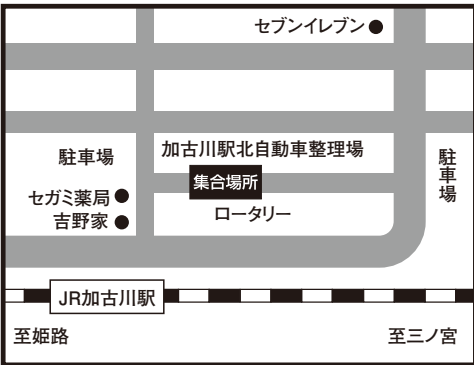 セブンイレブン
加古川駅北自動車整理場
駐車場
集合場所
駐車場
セガミ薬局
吉野家
ロータリー
JR加古川駅
至姫路
至三ノ宮